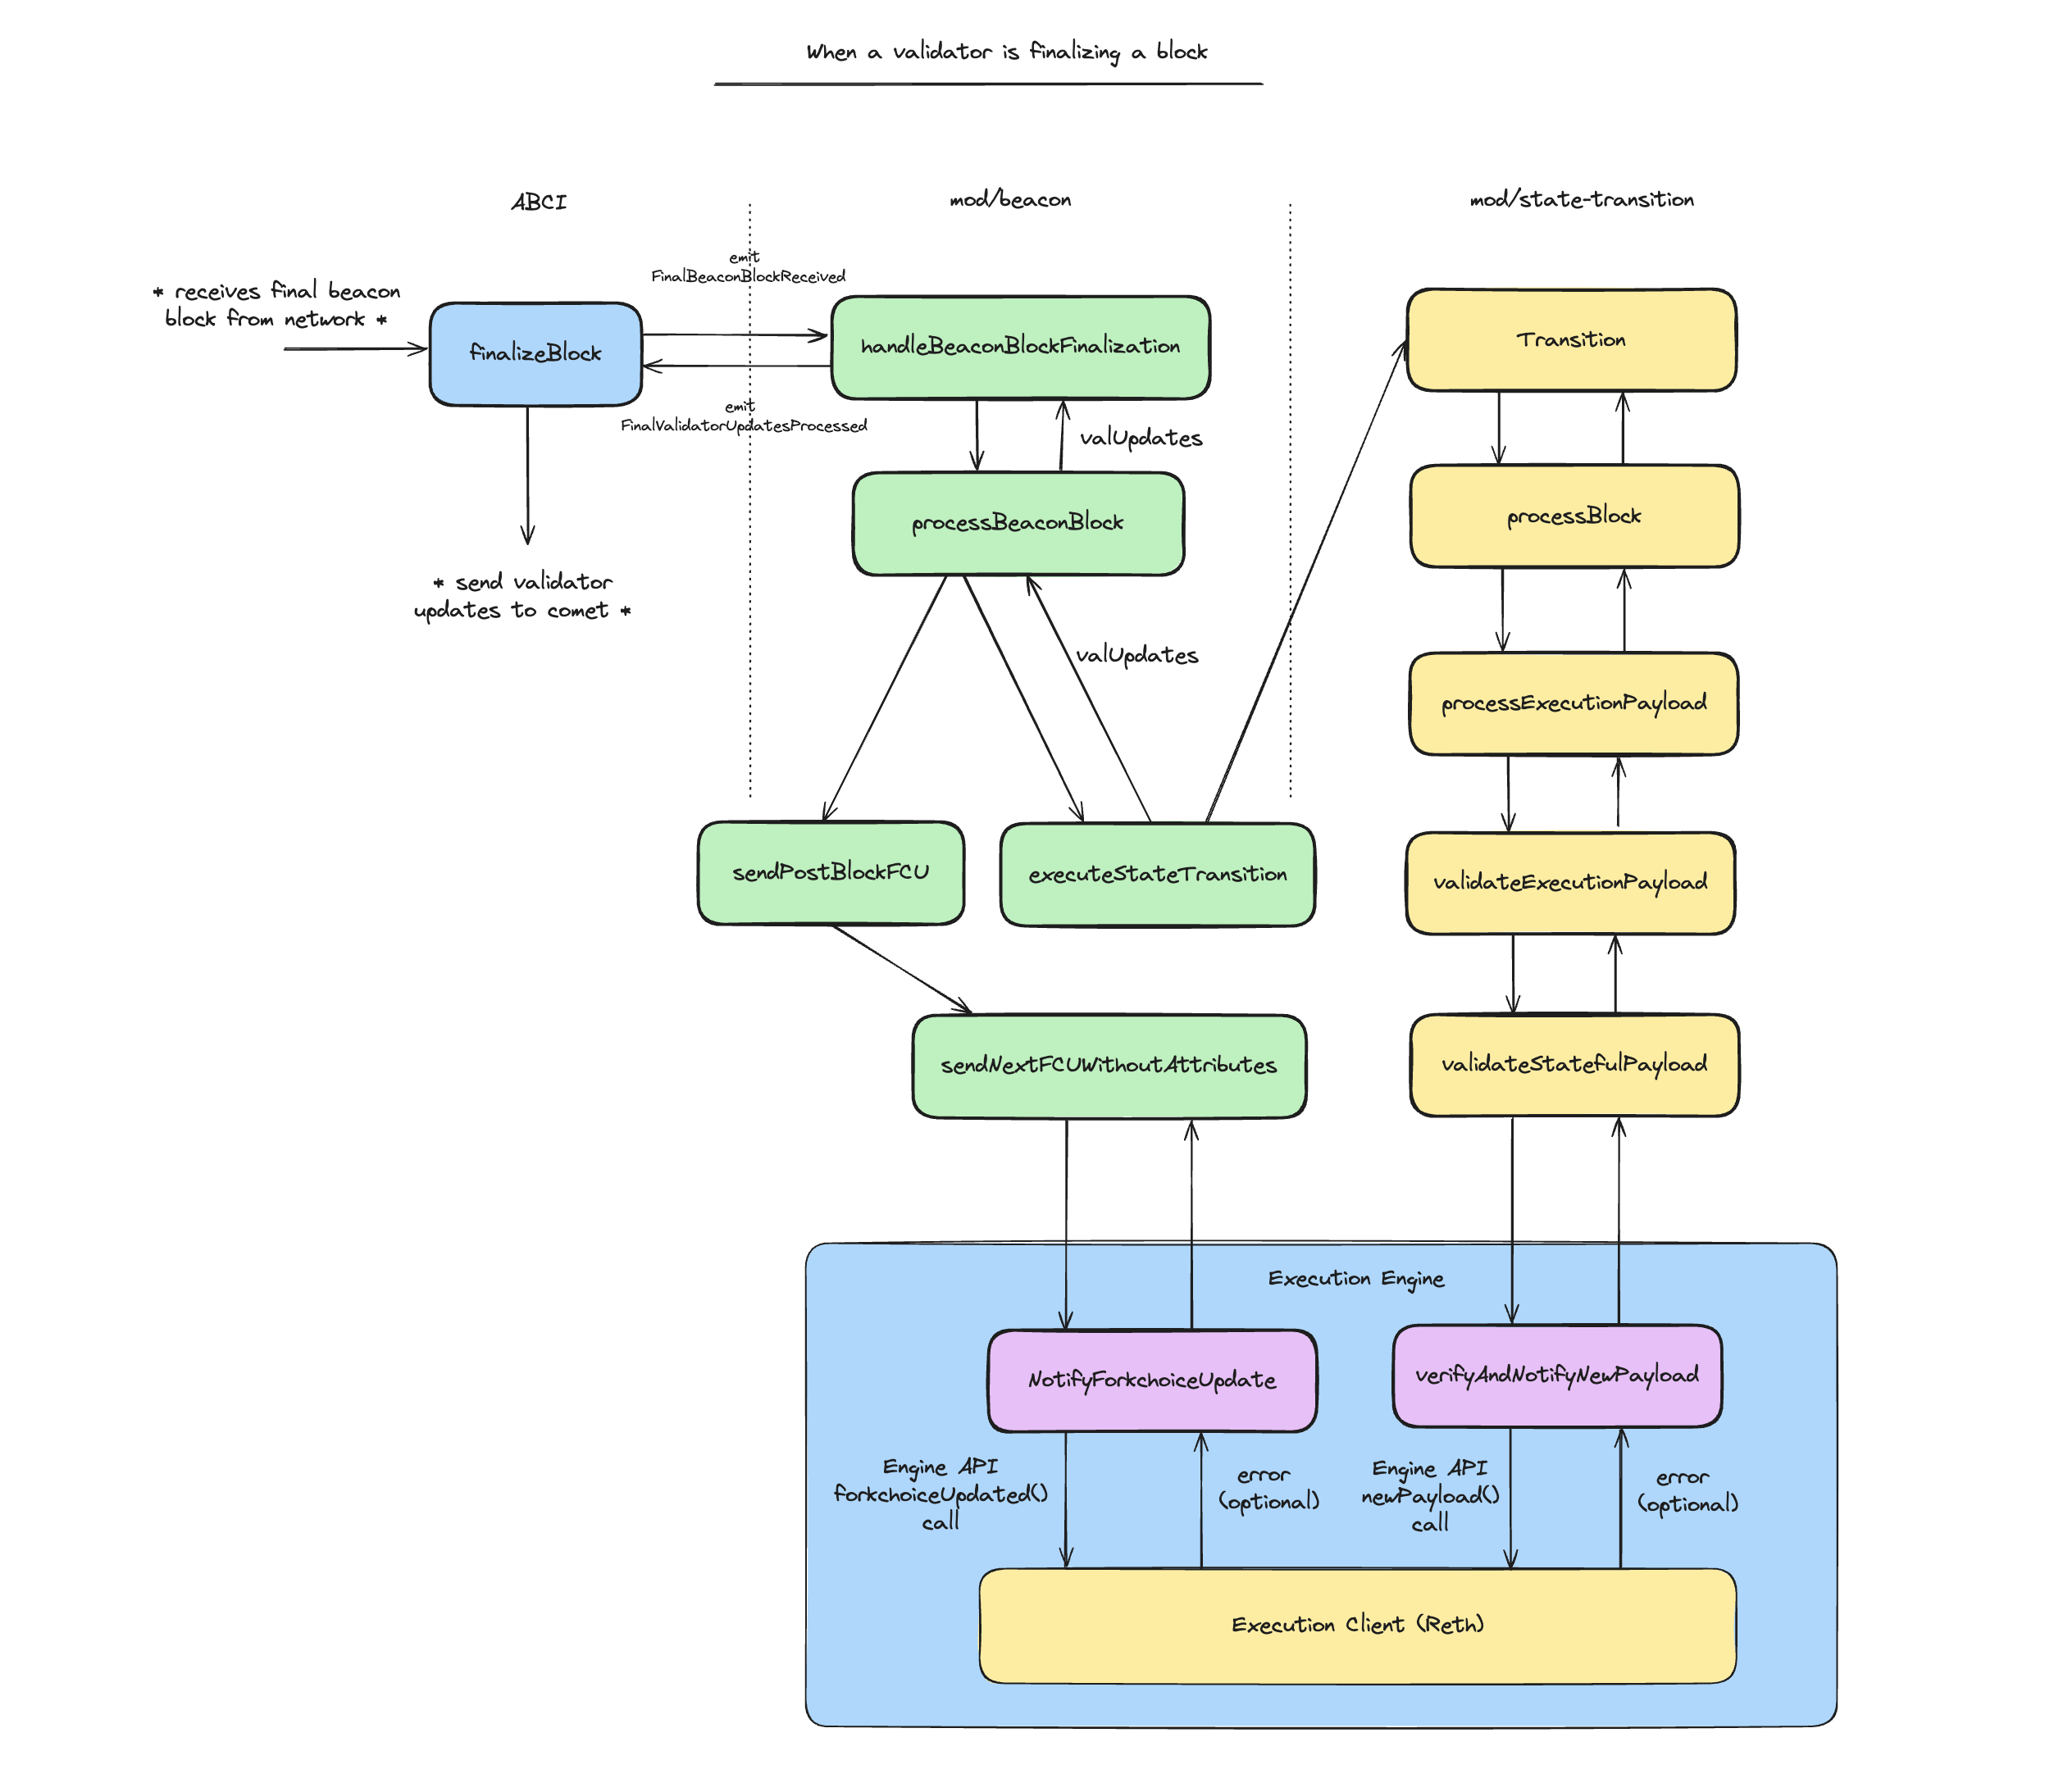 When a validator is finalizing a block
ABCI
mod/beacon
mod/state-transition
emit
FinalBeaconBlockReceived
* receives final beacon
block from network *
finalizeBlock
handleBeaconBlockFinalization
Transition
emit
FinalValidatorUpdatesProcessed
valUpdates
processBeaconBlock
processBlock
* send validator
updates to comet *
valUpdates
processExecutionPayload
sendPostBlockFCU
executeStateTransition
validateExecutionPayload
sendNextFCUWithoutAttributes
validateStatefulPayload
Execution Engine
NotifyForkchoiceUpdate
verifyAndNotifyNewPayload
Engine API
forkchoiceUpdated()
call
error
(optional)
Engine API
newPayload()
call
error
(optional)
Execution Client (Reth)